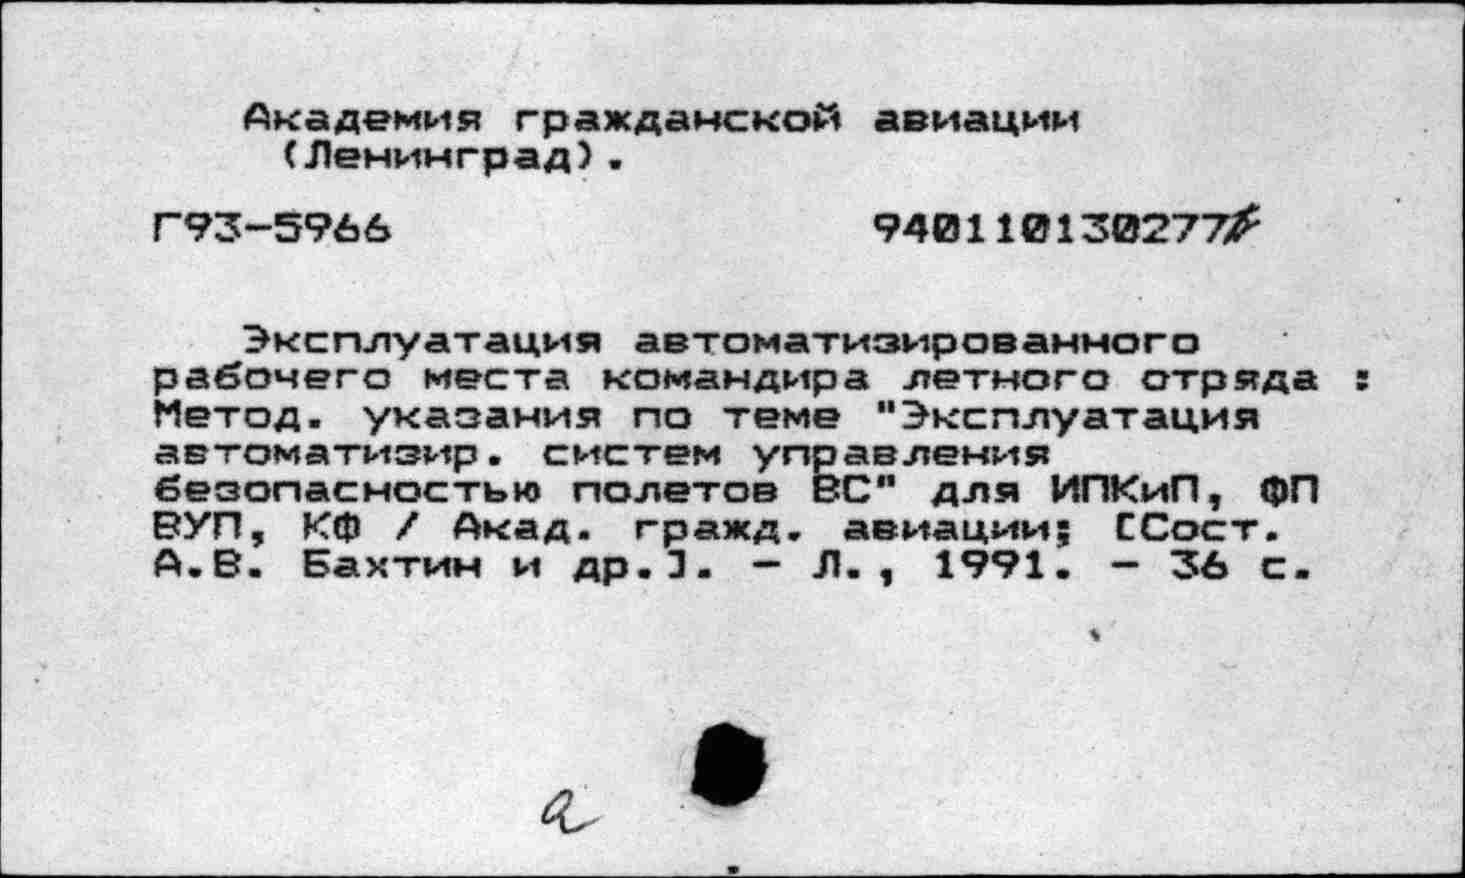 Академия гражданской авиации
(Ленинград).
Г93-5966 940110130277
Эксплуатация автоматизированного
рабочего места командира летного отряда :
Метод. указания по теме "Эксплуатация
автоматизир. систем управления
безопасностью полетов ВС" для ИПКиП, ФП
ВУП, КФ / Акад. гражд. авиации; [Сост.
А.В. Бахтин и др.]. - Л., 1991. - 36 с.
а